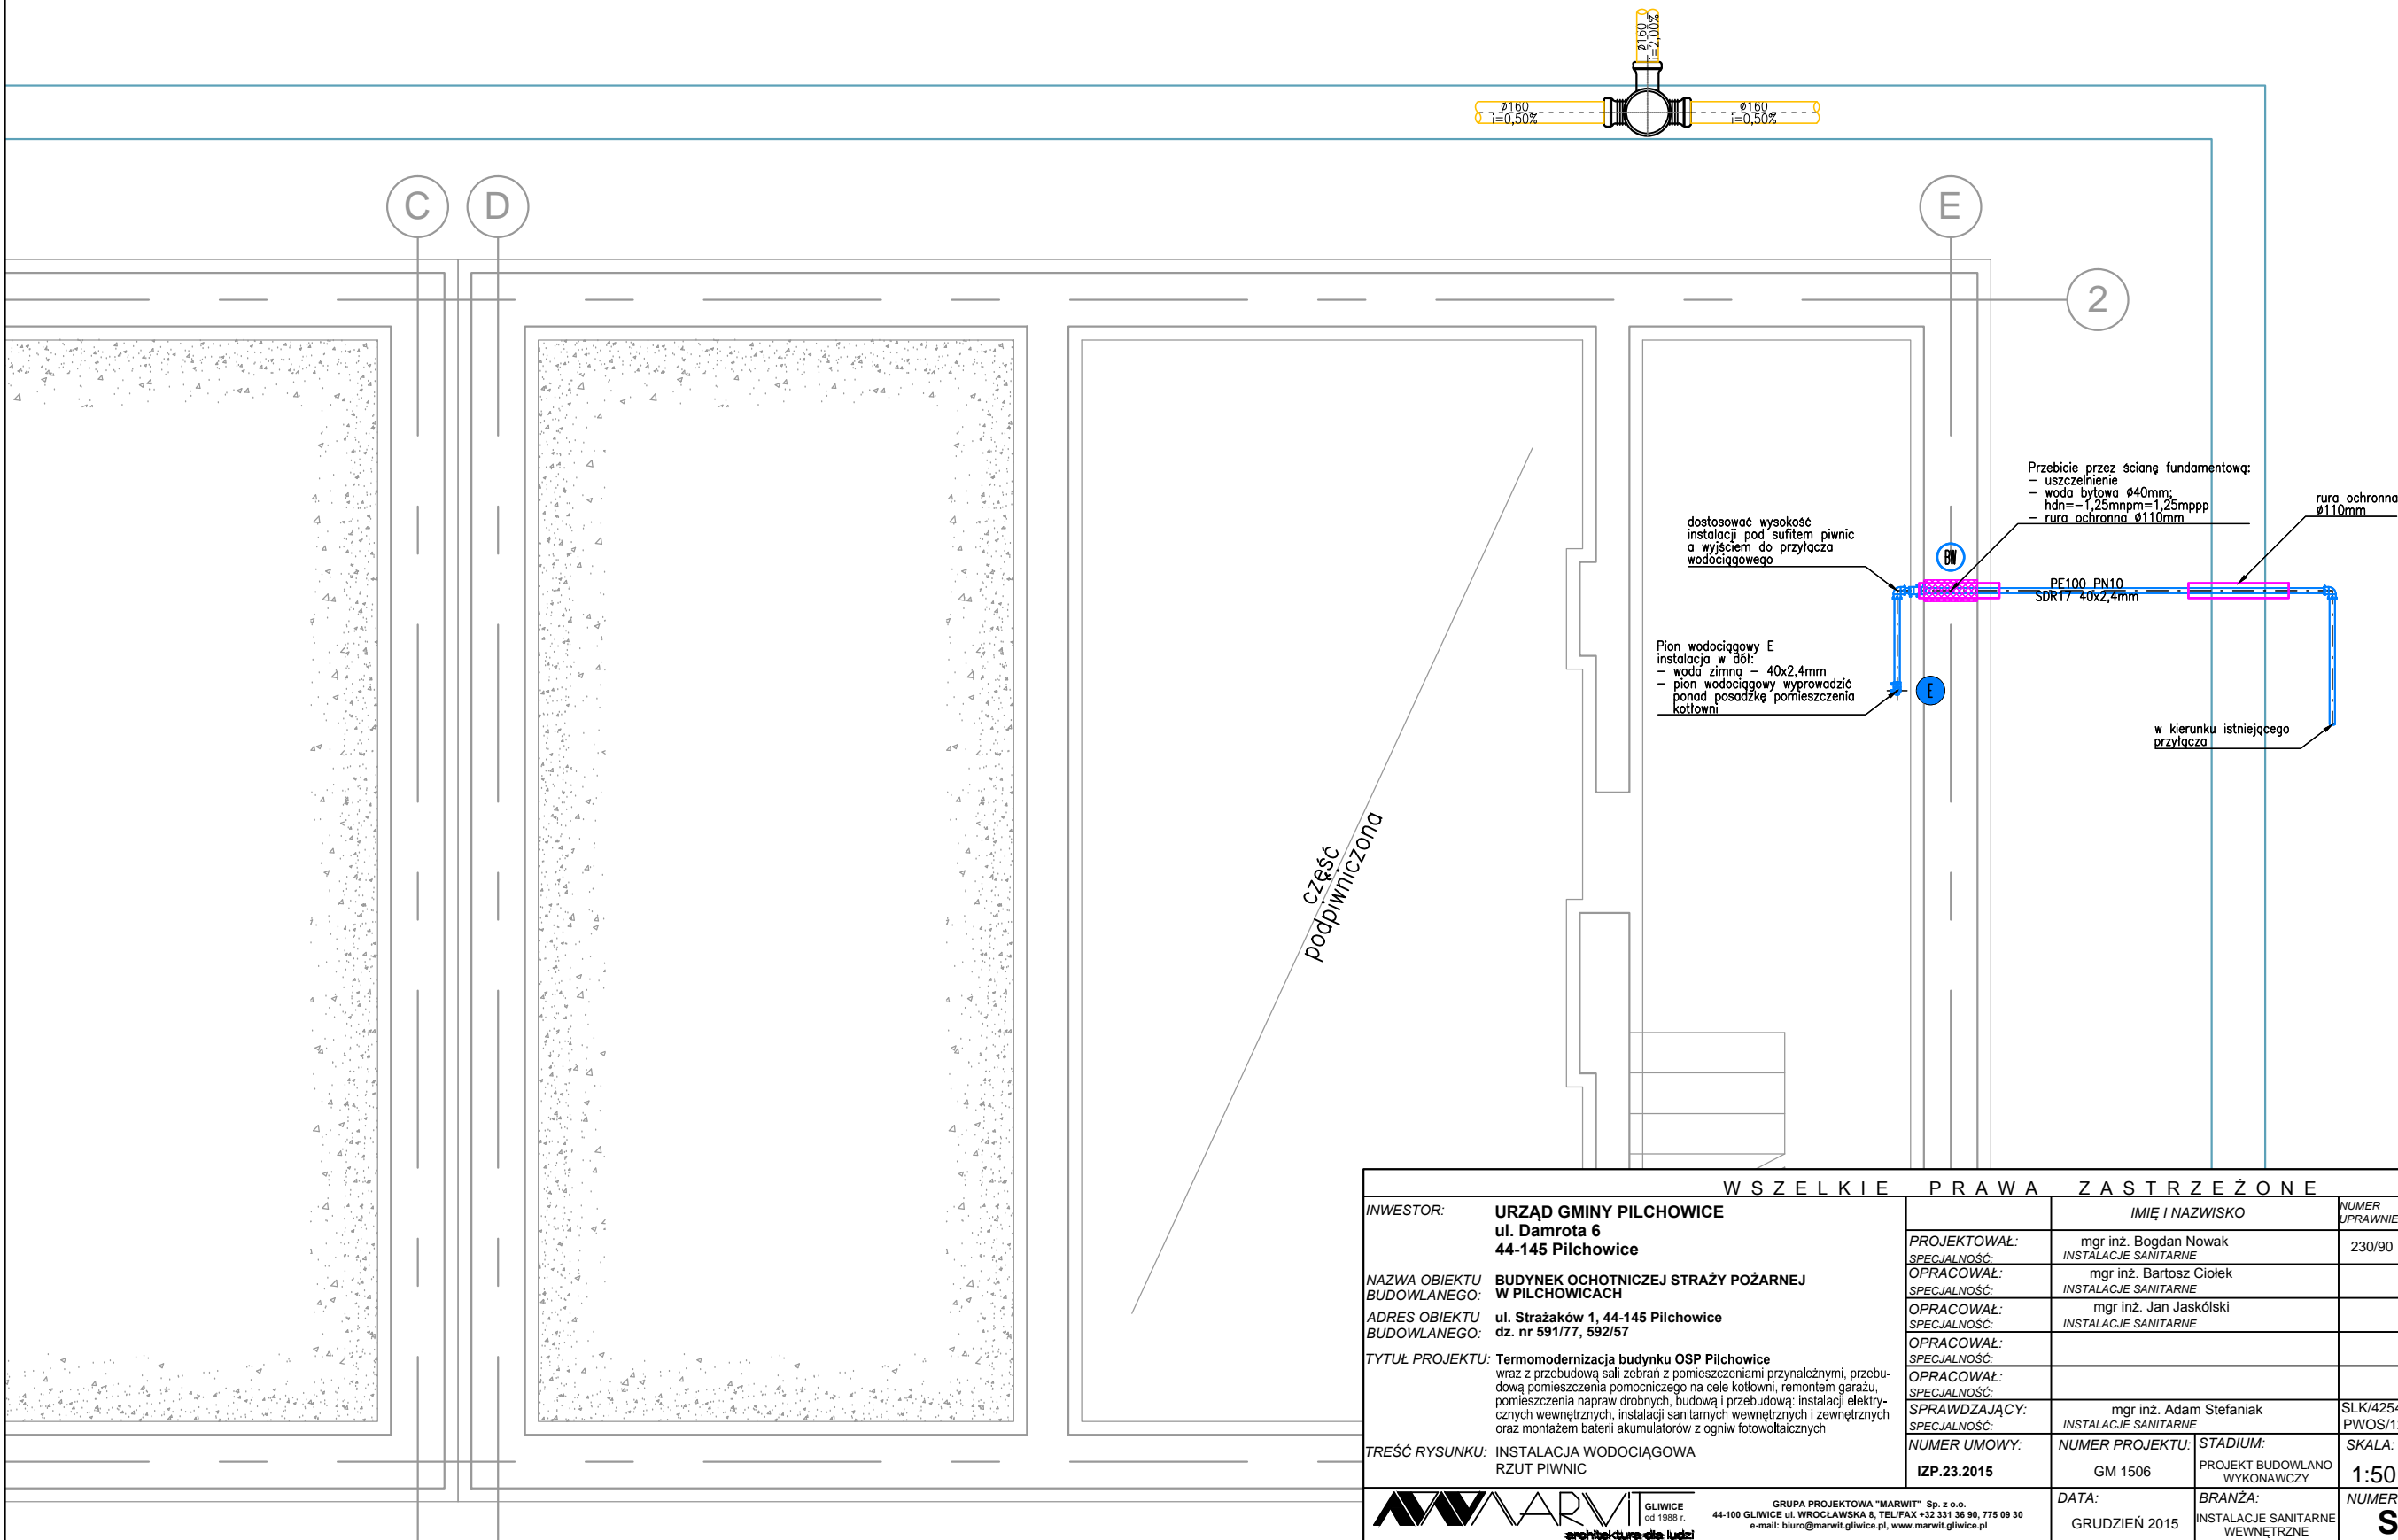 ø160
i=2,00%
ø160
i=0,50%
ø160
i=0,50%
C
D
E
2
Przebicie przez ścianę fundamentową:
- uszczelnienie
- woda bytowa ø40mm;
hdn=-1,25mnpm=1,25mppp
- rura ochronna ø110mm
rura ochronna
ø110mm
dostosować wysokość
instalacji pod sufitem piwnic
a wyjściem do przyłącza
wodociągowego
BW
PE100 PN10
SDR17 40x2,4mm
Pion wodociągowy E
instalacja w dół:
- woda zimna - 40x2,4mm
- pion wodociągowy wyprowadzić
ponad posadzkę pomieszczenia
kotłowni
E
w kierunku istniejącego
przyłącza
część
podpiwniczona
WSZELKIE PRAWA ZASTRZEŻONE
INWESTOR: URZĄD GMINY PILCHOWICE
ul. Damrota 6
44-145 Pilchowice
NAZWA OBIEKTU BUDOWLANEGO: BUDYNEK OCHOTNICZEJ STRAŻY POŻARNEJ
W PILCHOWICACH
ADRES OBIEKTU BUDOWLANEGO: ul. Strażaków 1, 44-145 Pilchowice
dz. nr 591/77, 592/57
TYTUŁ PROJEKTU: Termomodernizacja budynku OSP Pilchowice
wraz z przebudową sali zebrań z pomieszczeniami przynależnymi, przebu-
dową pomieszczenia pomocniczego na cele kotłowni, remontem garażu,
pomieszczenia napraw drobnych, budową i przebudową: instalacji elektry-
cznych wewnętrznych, instalacji sanitarnych wewnętrznych i zewnętrznych
oraz montażem baterii akumulatorów z ogniw fotowoltaicznych
TREŚĆ RYSUNKU: INSTALACJA WODOCIĄGOWA
RZUT PIWNIC
IMIĘ I NAZWISKO
NUMER
UPRAWNIE
PROJEKTOWAŁ: mgr inż. Bogdan Nowak 230/90
SPECJALNOŚĆ: INSTALACJE SANITARNE
OPRACOWAŁ: mgr inż. Bartosz Ciołek
SPECJALNOŚĆ: INSTALACJE SANITARNE
OPRACOWAŁ: mgr inż. Jan Jaskólski
SPECJALNOŚĆ: INSTALACJE SANITARNE
OPRACOWAŁ:
SPECJALNOŚĆ:
OPRACOWAŁ:
SPECJALNOŚĆ:
SPRAWDZAJĄCY: mgr inż. Adam Stefaniak SLK/4254
SPECJALNOŚĆ: INSTALACJE SANITARNE PWOS/1
NUMER UMOWY: NUMER PROJEKTU: STADIUM: SKALA:
IZP.23.2015 GM 1506 PROJEKT BUDOWLANO
WYKONAWCZY 1:50
MARWIT GLIWICE
od 1988 r.
architektura dla ludzi
GRUPA PROJEKTOWA "MARWIT" Sp. z o.o.
44-100 GLIWICE ul. WROCŁAWSKA 8, TEL/FAX +32 331 36 90, 775 09 30
e-mail: biuro@marwit.gliwice.pl, www.marwit.gliwice.pl
DATA: BRANŻA: NUMER
GRUDZIEŃ 2015 INSTALACJE SANITARNE
WEWNĘTRZNE S